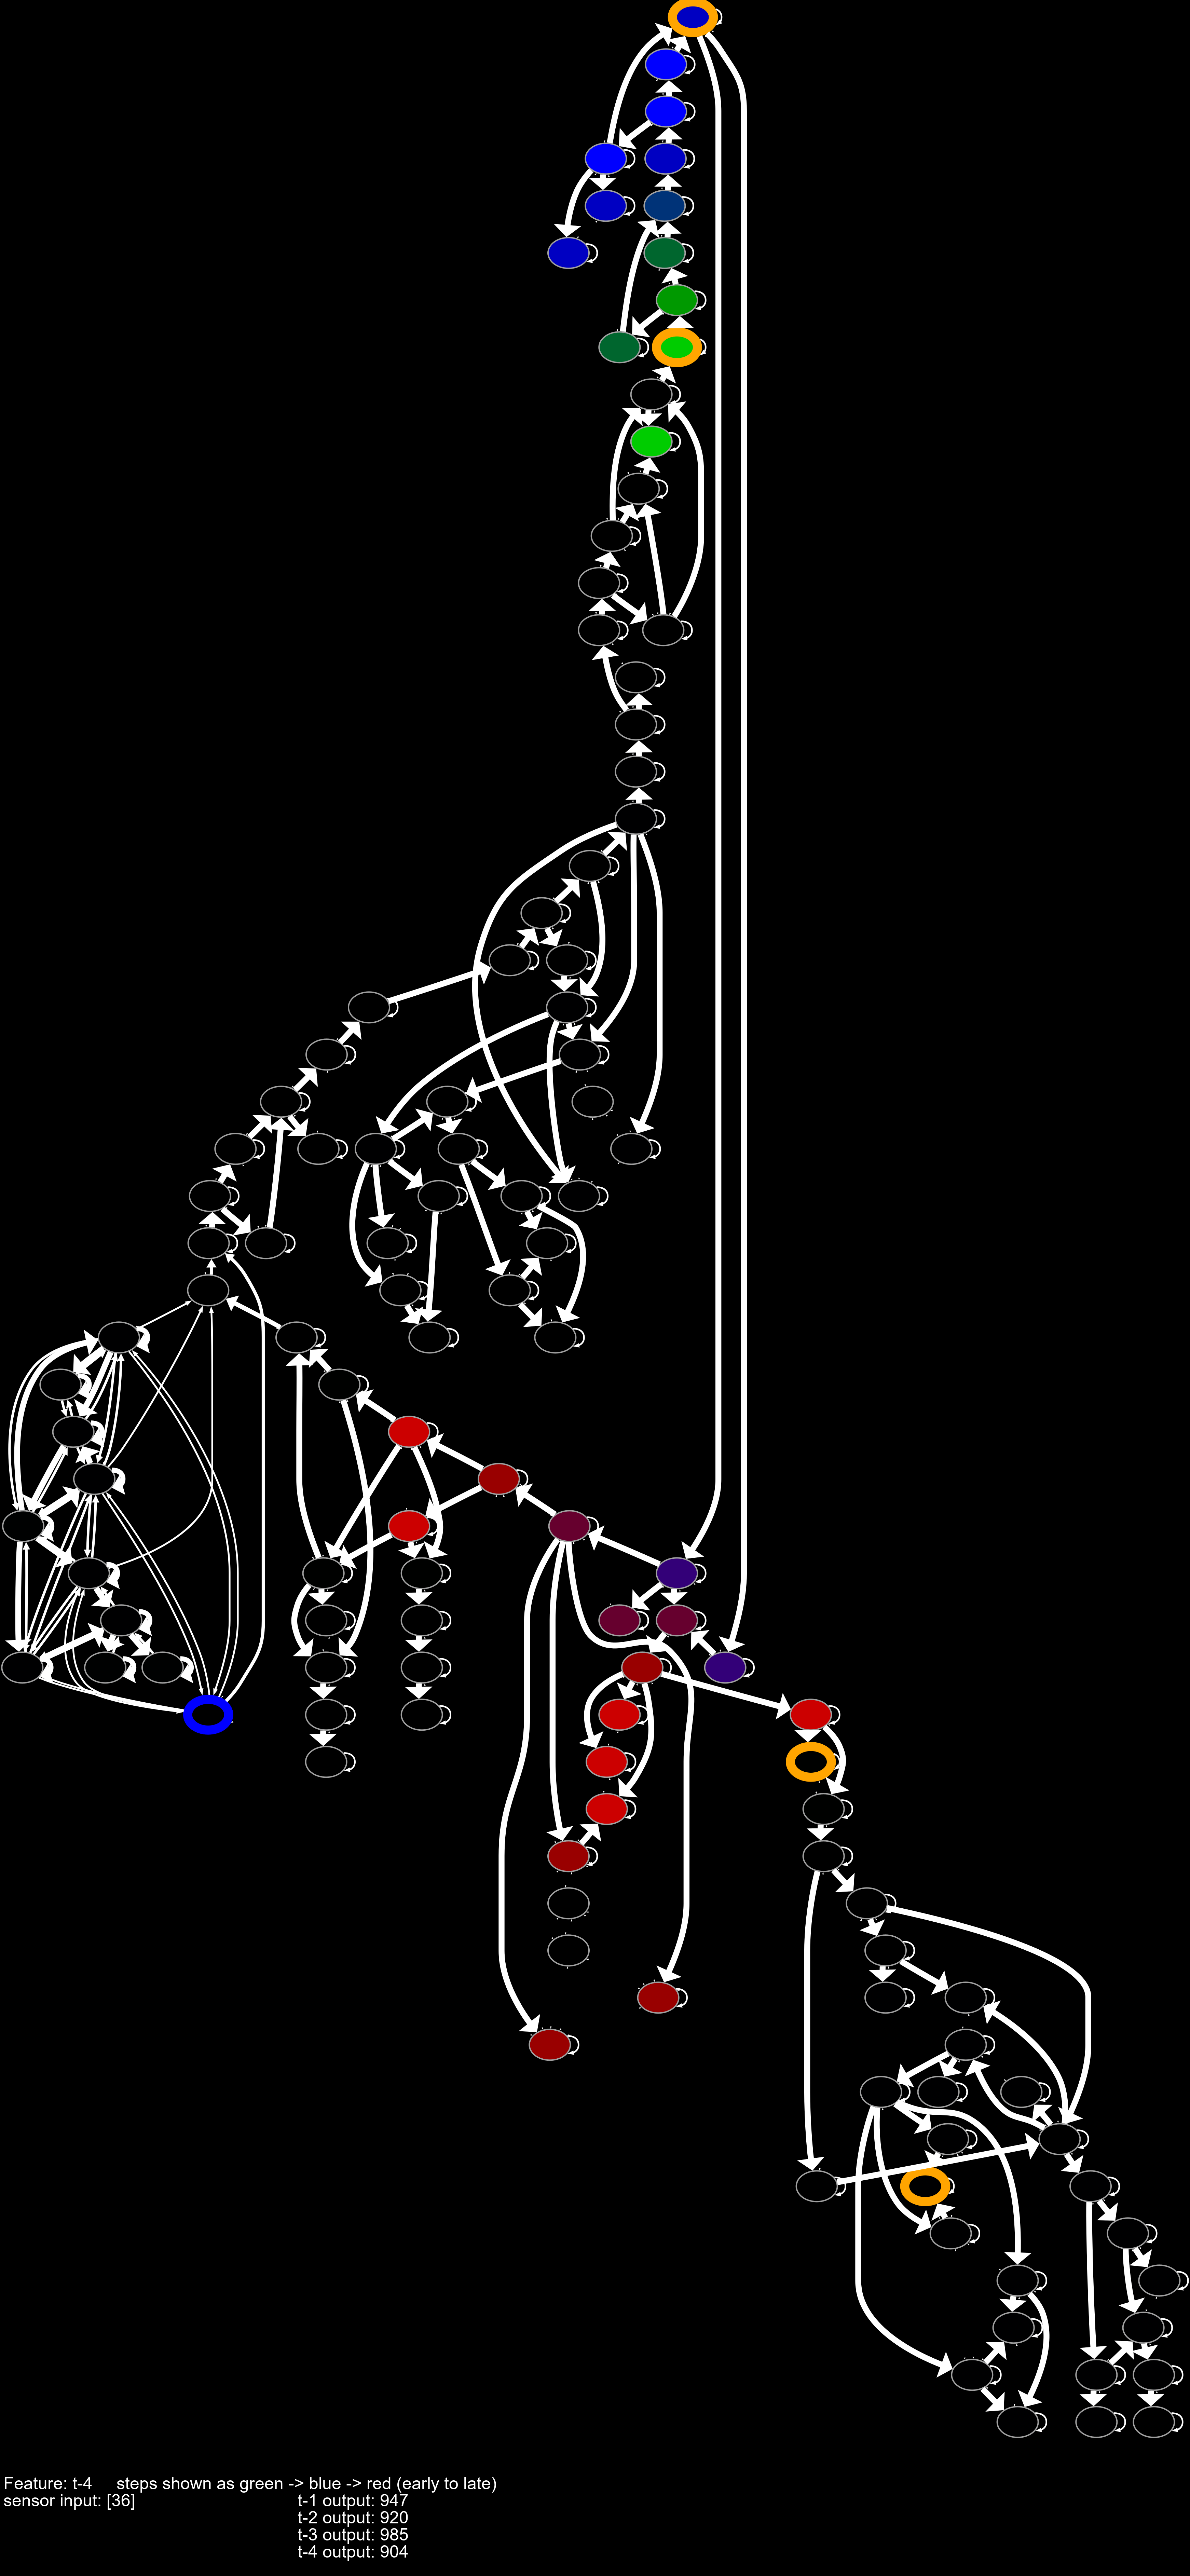 Feature: t-4 steps shown as green -> blue -> red (early to late)
sensor input: [36] t-1 output: 947
t-2 output: 920
t-3 output: 985
t-4 output: 904